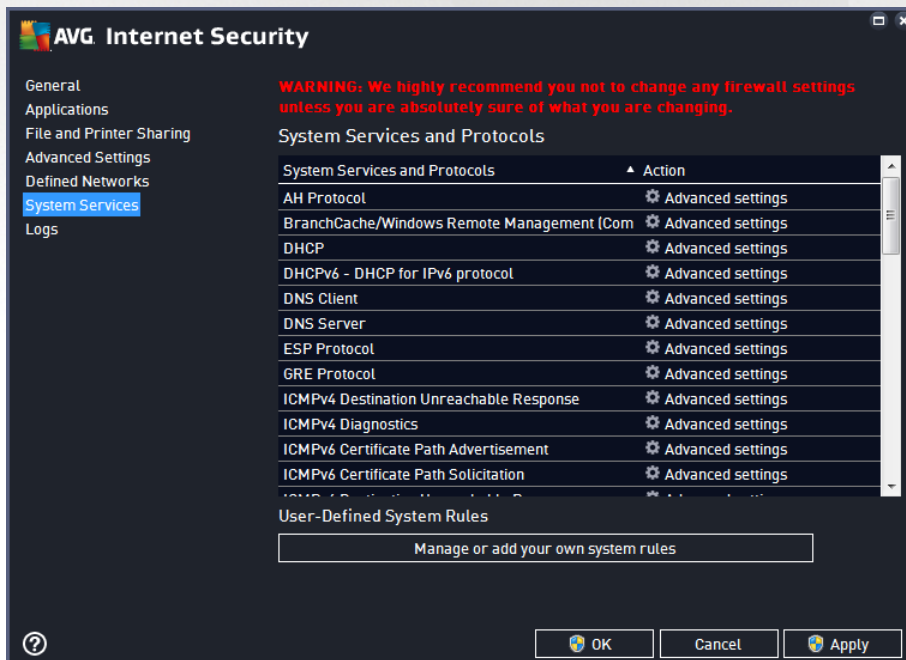 AVG Internet Security
General
Applications
File and Printer Sharing
Advanced Settings
Defined Networks
System Services
Logs
WARNING: We highly recommend you not to change any firewall settings
unless you are absolutely sure of what you are changing.
System Services and Protocols
System Services and Protocols Action
AH Protocol Advanced settings
BranchCache/Windows Remote Management (Com Advanced settings
DHCP Advanced settings
DHCPv6 - DHCP for IPv6 protocol Advanced settings
DNS Client Advanced settings
DNS Server Advanced settings
ESP Protocol Advanced settings
GRE Protocol Advanced settings
ICMPv4 Destination Unreachable Response Advanced settings
ICMPv4 Diagnostics Advanced settings
ICMPv6 Certificate Path Advertisement Advanced settings
ICMPv6 Certificate Path Solicitation Advanced settings
User-Defined System Rules
Manage or add your own system rules
OK Cancel Apply